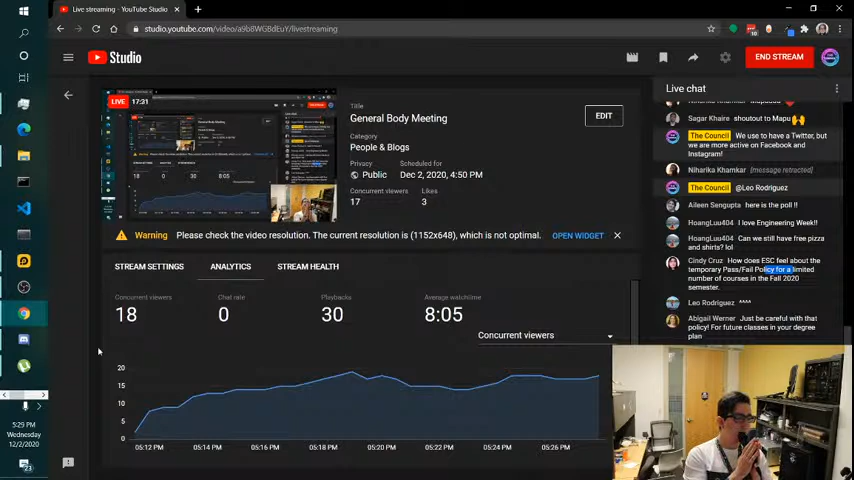 Live streaming - YouTube Studio
studio.youtube.com/video/a9b8WGBdEuY/livestreaming
Studio
END STREAM
LIVE 17:31
Title
General Body Meeting
EDIT
Category
People & Blogs
Privacy
Scheduled for
Public
Dec 2, 2020, 4:50 PM
Concurrent viewers
Likes
17
3
Warning Please check the video resolution. The current resolution is (1152x648), which is not optimal. OPEN WIDGET
STREAM SETTINGS
ANALYTICS
STREAM HEALTH
Concurrent viewers
Chat rate
Playbacks
Average watchtime
18
0
30
8:05
Concurrent viewers
20
15
10
5
0
05:12 PM
05:14 PM
05:16 PM
05:18 PM
05:20 PM
05:22 PM
05:24 PM
05:26 PM
Live chat
Sagar Khaire shoutout to Mapu
The Council We use to have a Twitter, but
we are more active on Facebook and
Instagram!
Niharika Khamkar [message retracted]
The Council @Leo Rodriguez
Aileen Sengupta here is the poll !!
HoangLuu404 I love Engineering Week!!
HoangLuu404 Can we still have free pizza
and shirts? lol
Cindy Cruz How does ESC feel about the
temporary Pass/Fail Policy for a limited
number of courses in the Fall 2020
semester.
Leo Rodriguez ^^^^
Abigail Werner Just be careful with that
policy! For future classes in your degree
plan
5:29 PM
Wednesday
12/2/2020
23